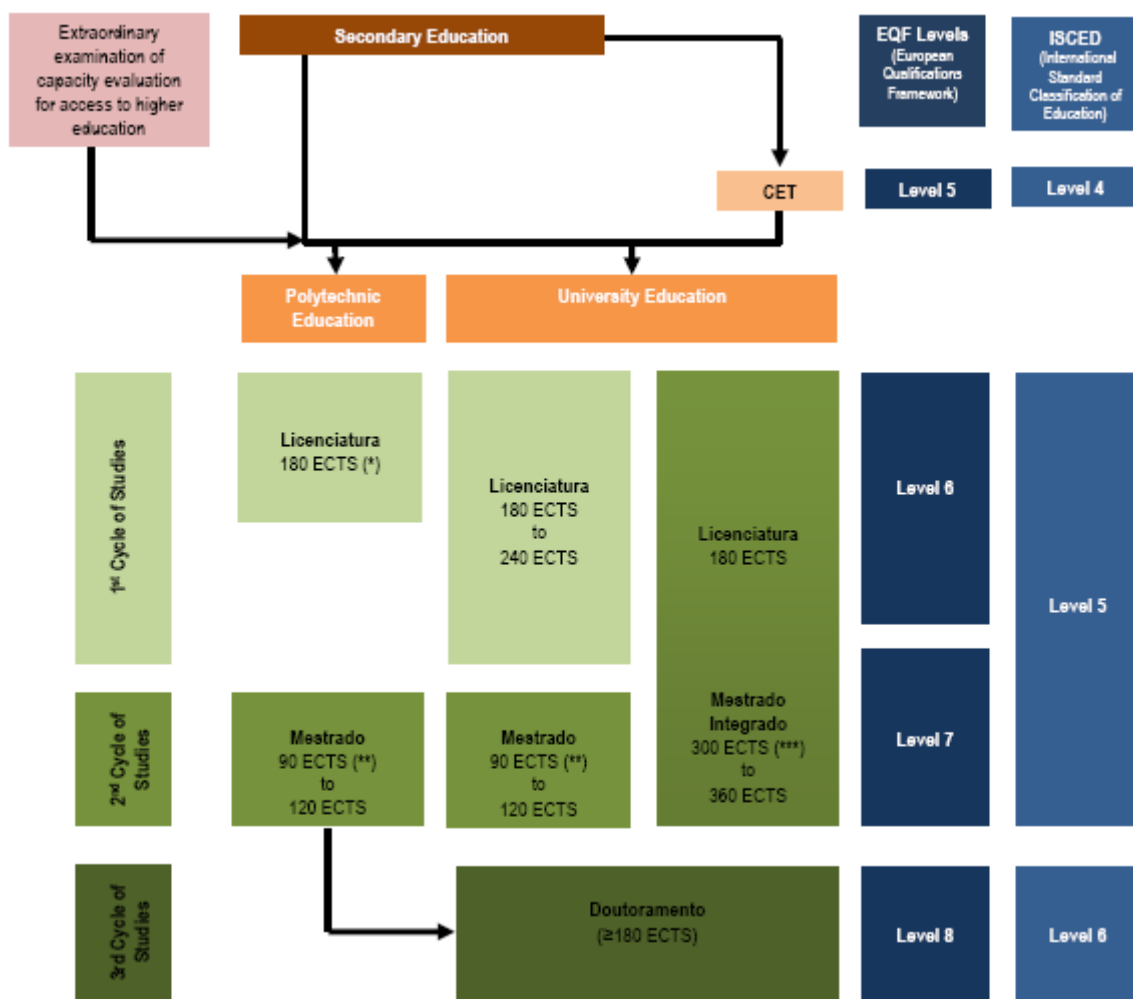 Extraordinary
examination of
capacity evaluation
for access to higher
education
Secondary Education
EQF Levels
(European
Qualifications
Framework)
ISCED
(International
Standard
Classification of
Education)
CET
Level 5
Level 4
Polytechnic
Education
University Education
1st Cycle of Studies
Licenciatura
180 ECTS (*)
Licenciatura
180 ECTS
to
240 ECTS
Licenciatura
180 ECTS
Level 6
Level 5
2nd Cycle of
Studies
Mestrado
90 ECTS (**)
to
120 ECTS
Mestrado
90 ECTS (**)
to
120 ECTS
Mestrado
Integrado
300 ECTS (***)
to
360 ECTS
Level 7
3rd Cycle of
Studies
Doutoramento
(≥180 ECTS)
Level 8
Level 6